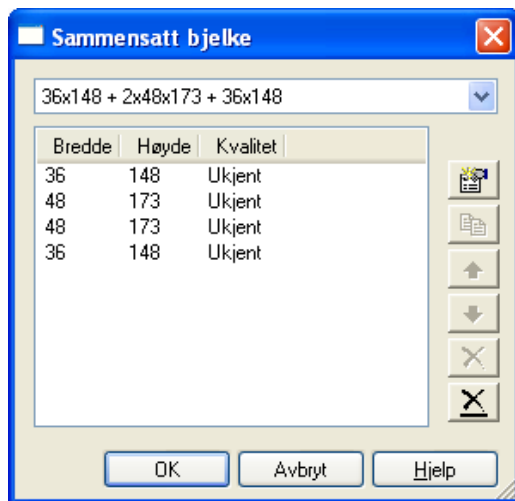 Sammensatt bjelke
36x148 + 2x48x173 + 36x148
Bredde Høyde Kvalitet
36 148 Ukjent
48 173 Ukjent
48 173 Ukjent
36 148 Ukjent
OK Avbryt Hjelp